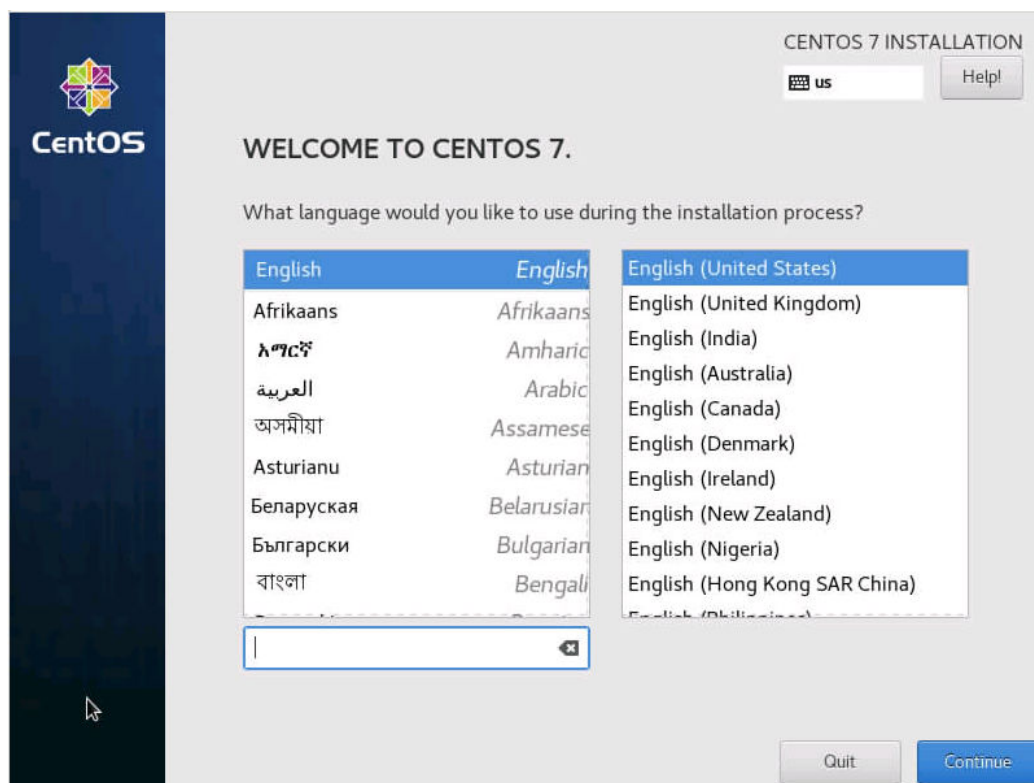 CentOS
CENTOS 7 INSTALLATION
us
Help!
WELCOME TO CENTOS 7.
What language would you like to use during the installation process?
English English
Afrikaans Afrikaans
አማርኛ Amharic
العربية Arabic
অসমীয়া Assamese
Asturianu Asturian
Беларуская Belarusian
Български Bulgarian
বাংলা Bengali
English (United States)
English (United Kingdom)
English (India)
English (Australia)
English (Canada)
English (Denmark)
English (Ireland)
English (New Zealand)
English (Nigeria)
English (Hong Kong SAR China)
English (Philippines)
Quit
Continue